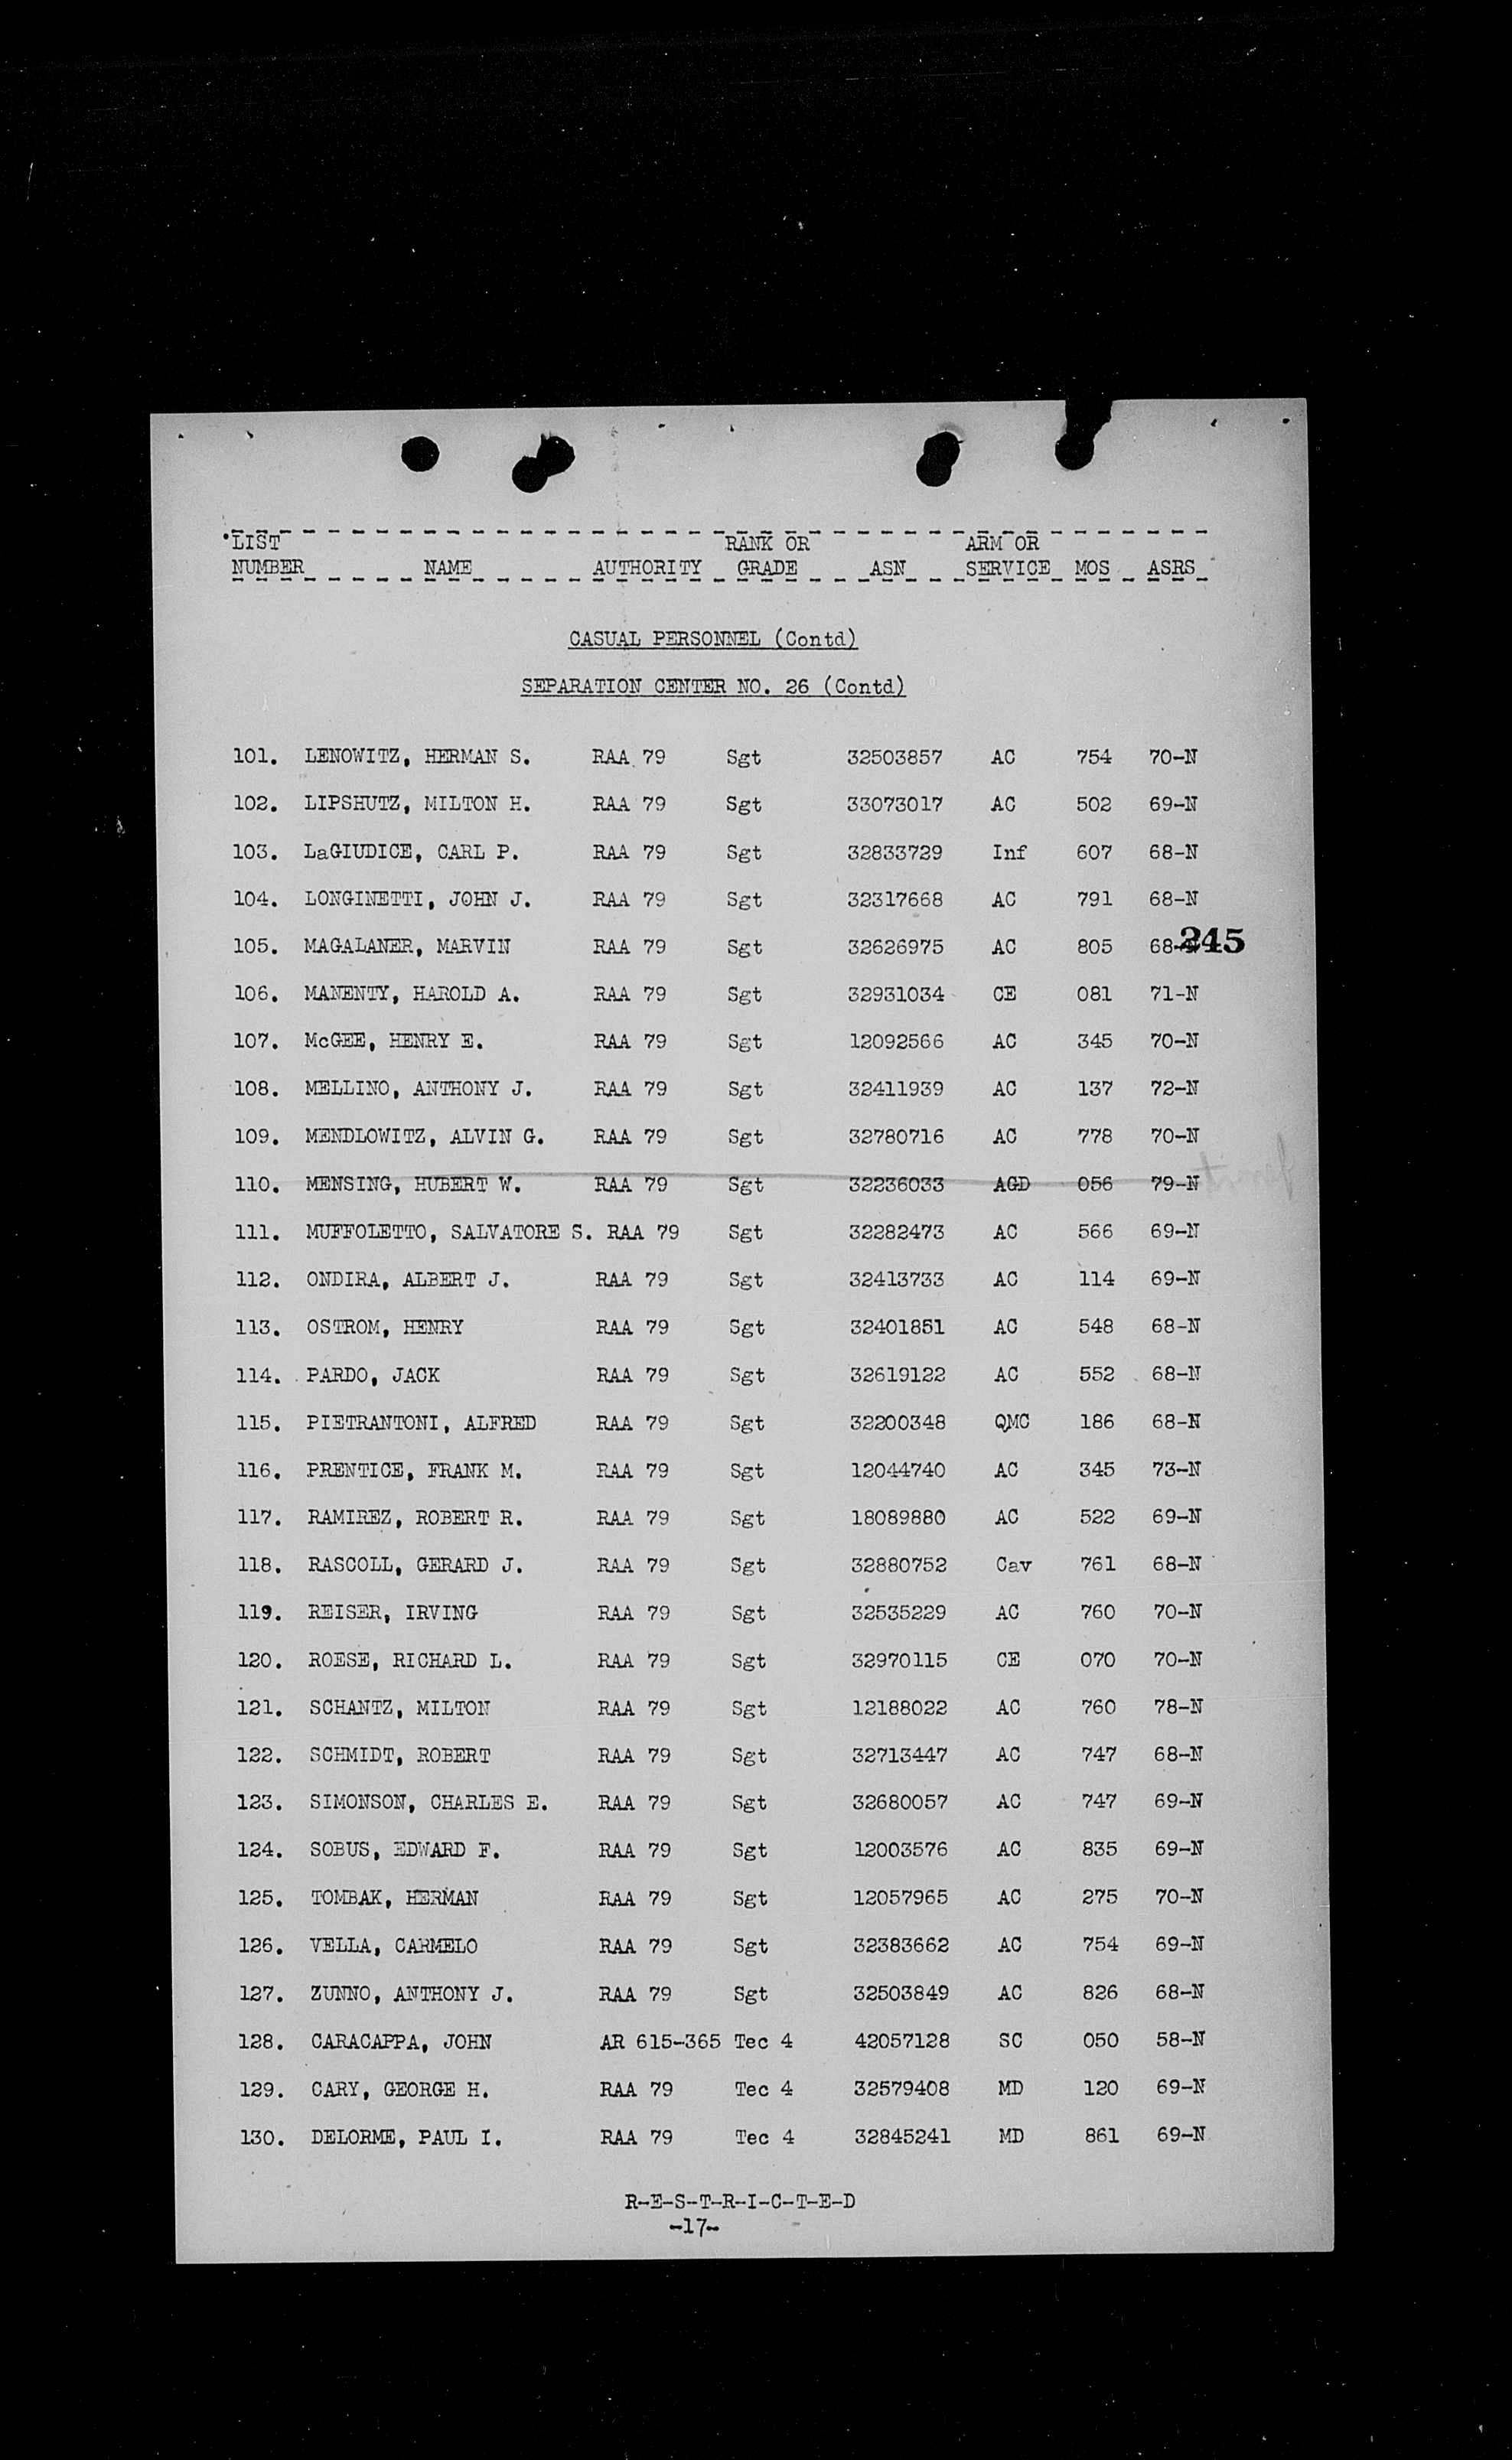 LIST RANK OR ARM OR
NUMBER NAME AUTHORITY GRADE ASN SERVICE MOS ASRS
CASUAL PERSONNEL (Contd)
SEPARATION CENTER NO. 26 (Contd)
101. LENOWITZ, HERMAN S. RAA 79 Sgt 32503857 AC 754 70-N
102. LIPSHUTZ, MILTON H. RAA 79 Sgt 33073017 AC 502 69-N
103. LaGIUDICE, CARL P. RAA 79 Sgt 32833729 Inf 607 68-N
104. LONGINETTI, JOHN J. RAA 79 Sgt 32317668 AC 791 68-N
105. MAGALANER, MARVIN RAA 79 Sgt 32626975 AC 805 68-N 245
106. MANENTY, HAROLD A. RAA 79 Sgt 32931034 CE 081 71-N
107. McGEE, HENRY E. RAA 79 Sgt 12092566 AC 345 70-N
108. MELLINO, ANTHONY J. RAA 79 Sgt 32411939 AC 137 72-N
109. MENDLOWITZ, ALVIN G. RAA 79 Sgt 32780716 AC 778 70-N
110. MENSING, HUBERT W. RAA 79 Sgt 32236033 AGD 056 79-N
111. MUFFOLETTO, SALVATORE S. RAA 79 Sgt 32282473 AC 566 69-N
112. ONDIRA, ALBERT J. RAA 79 Sgt 32413733 AC 114 69-N
113. OSTROM, HENRY RAA 79 Sgt 32401851 AC 548 68-N
114. PARDO, JACK RAA 79 Sgt 32619122 AC 552 68-N
115. PIETRANTONI, ALFRED RAA 79 Sgt 32200348 QMC 186 68-N
116. PRENTICE, FRANK M. RAA 79 Sgt 12044740 AC 345 73-N
117. RAMIREZ, ROBERT R. RAA 79 Sgt 18089880 AC 522 69-N
118. RASCOLL, GERARD J. RAA 79 Sgt 32880752 Cav 761 68-N
119. REISER, IRVING RAA 79 Sgt 32535229 AC 760 70-N
120. ROESE, RICHARD L. RAA 79 Sgt 32970115 CE 070 70-N
121. SCHANTZ, MILTON RAA 79 Sgt 12188022 AC 760 78-N
122. SCHMIDT, ROBERT RAA 79 Sgt 32713447 AC 747 68-N
123. SIMONSON, CHARLES E. RAA 79 Sgt 32680057 AC 747 69-N
124. SOBUS, EDWARD F. RAA 79 Sgt 12003576 AC 835 69-N
125. TOMBAK, HERMAN RAA 79 Sgt 12057965 AC 275 70-N
126. VELLA, CARMELO RAA 79 Sgt 32383662 AC 754 69-N
127. ZUNNO, ANTHONY J. RAA 79 Sgt 32503849 AC 826 68-N
128. CARACAPPA, JOHN AR 615-365 Tec 4 42057128 SC 050 58-N
129. CARY, GEORGE H. RAA 79 Tec 4 32579408 MD 120 69-N
130. DELORME, PAUL I. RAA 79 Tec 4 32845241 MD 861 69-N
R-E-S-T-R-I-C-T-E-D
-17-